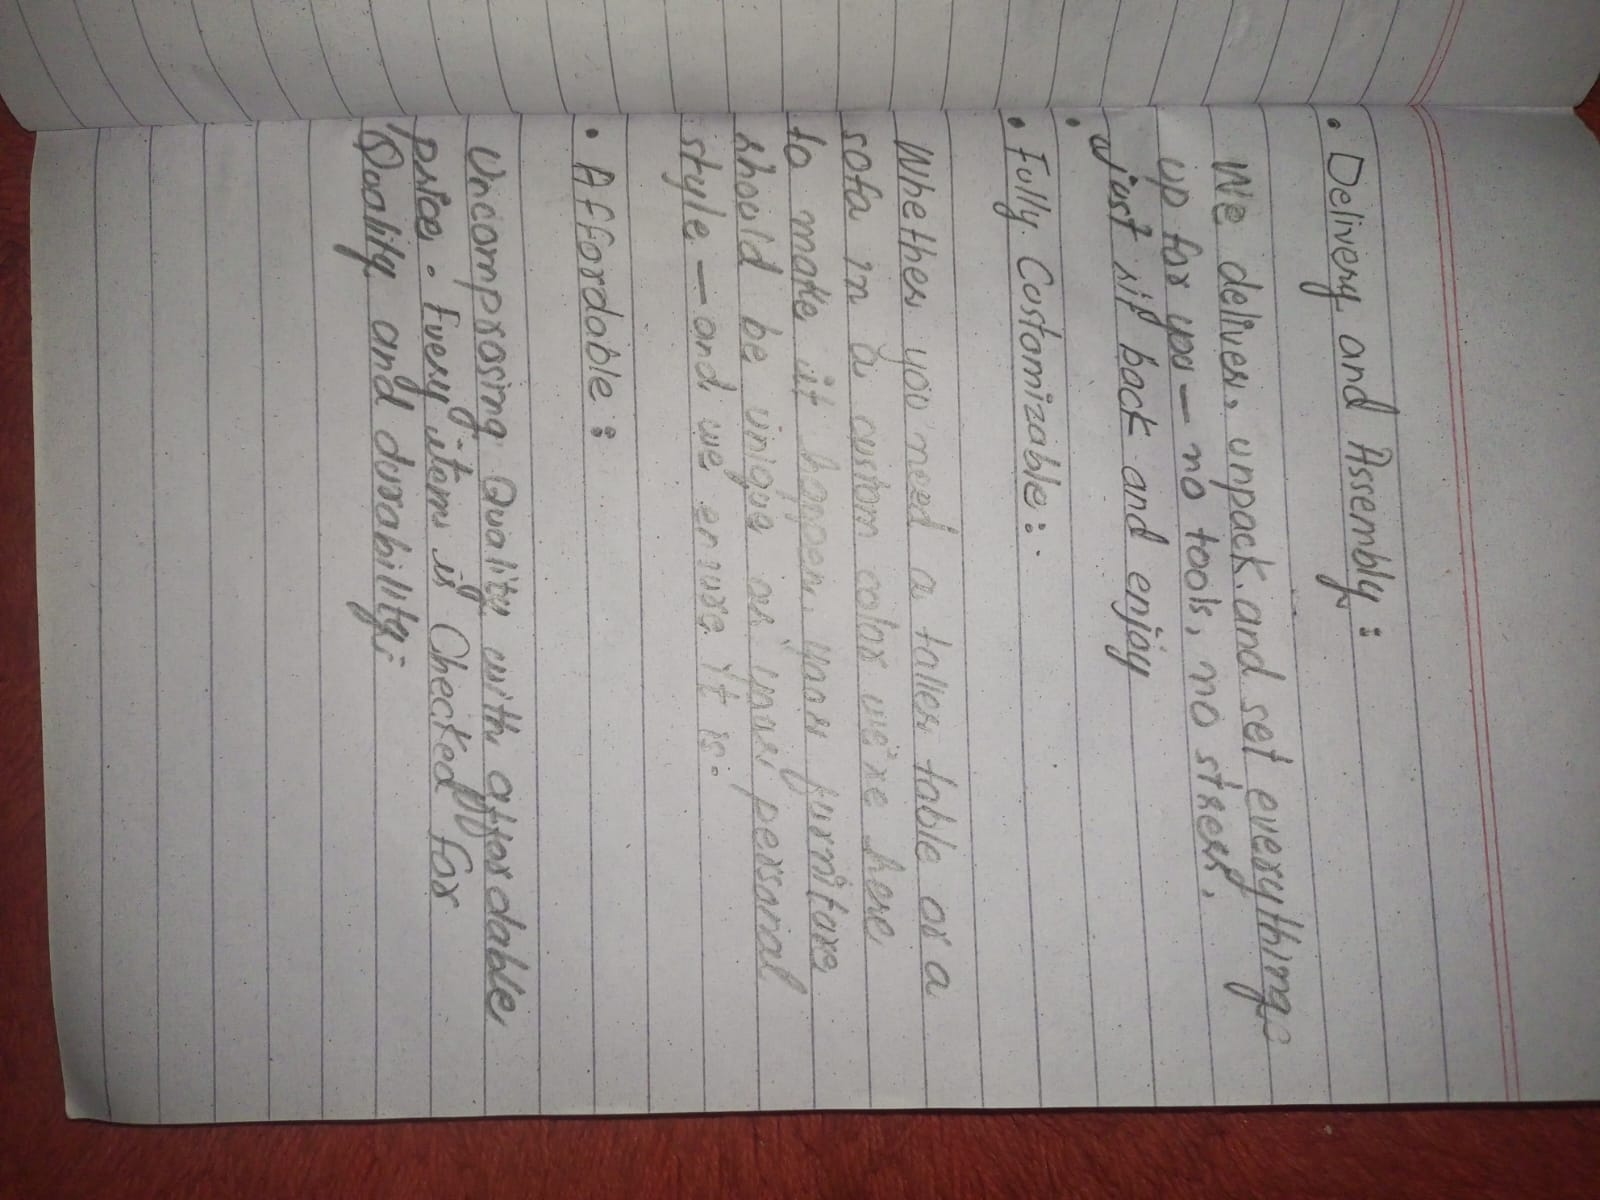 • Delivery and Assembly:
We deliver, unpack and set everythings
up for you — no tools, no stress.
• just sit back and enjoy
• Fully Customizable:
Whether you need a taller table or a
sofa in a custom color we're here
to make it happen. your furniture
should be unique as your personal
style — and we ensure it is.
• Affordable:
Uncomprosing Quality with affordable
price. Every item is Checked for
Quality and durability: